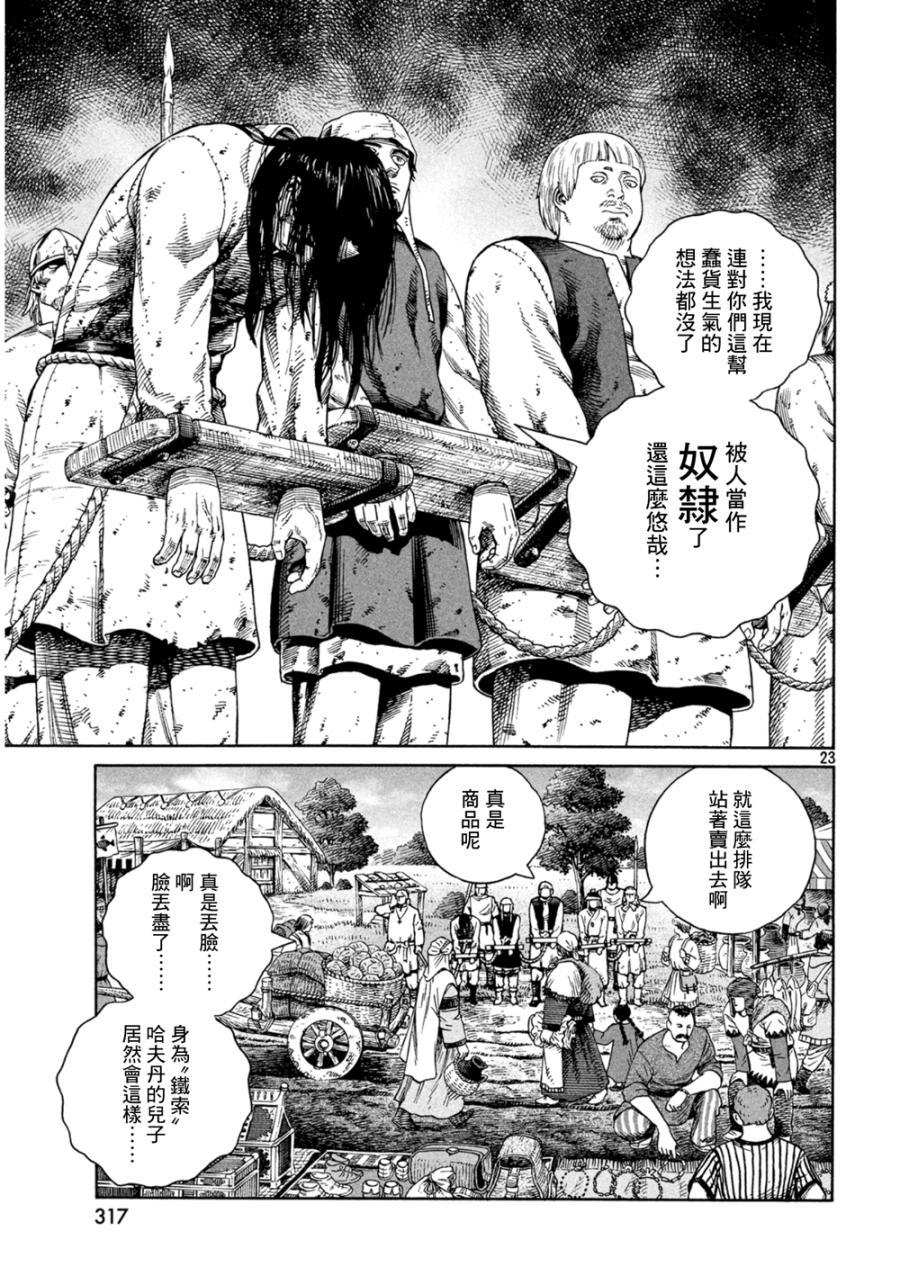 ……我現在
連對你們這幫
蠢貨生氣的
想法都沒了
被人當作
奴隸了
還這麼悠哉…
23
就這麼排隊
站著賣出去啊
真是
商品呢
真是丟臉……
啊
臉丟盡了……
身為“鐵索”
哈夫丹的兒子
居然會這樣……
317